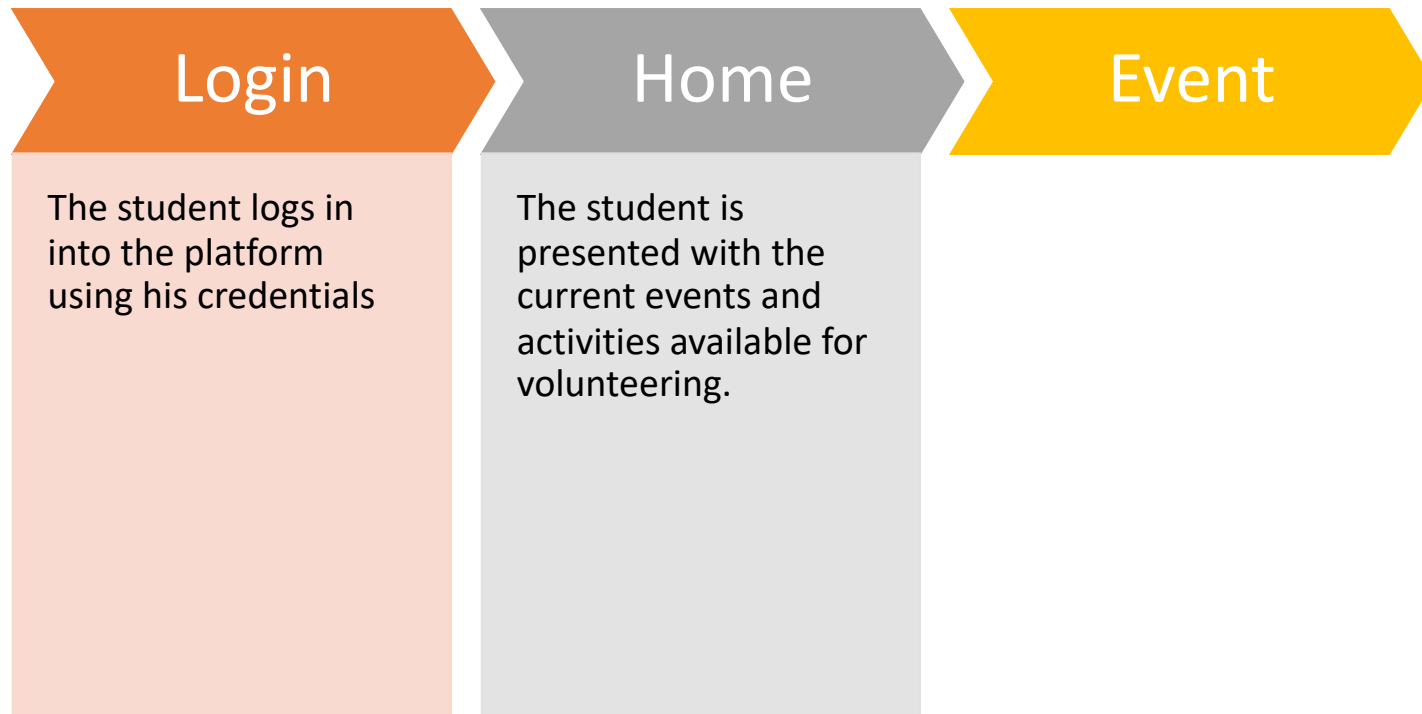 Login
Home
Event
The student logs in
into the platform
using his credentials
The student is
presented with the
current events and
activities available for
volunteering.